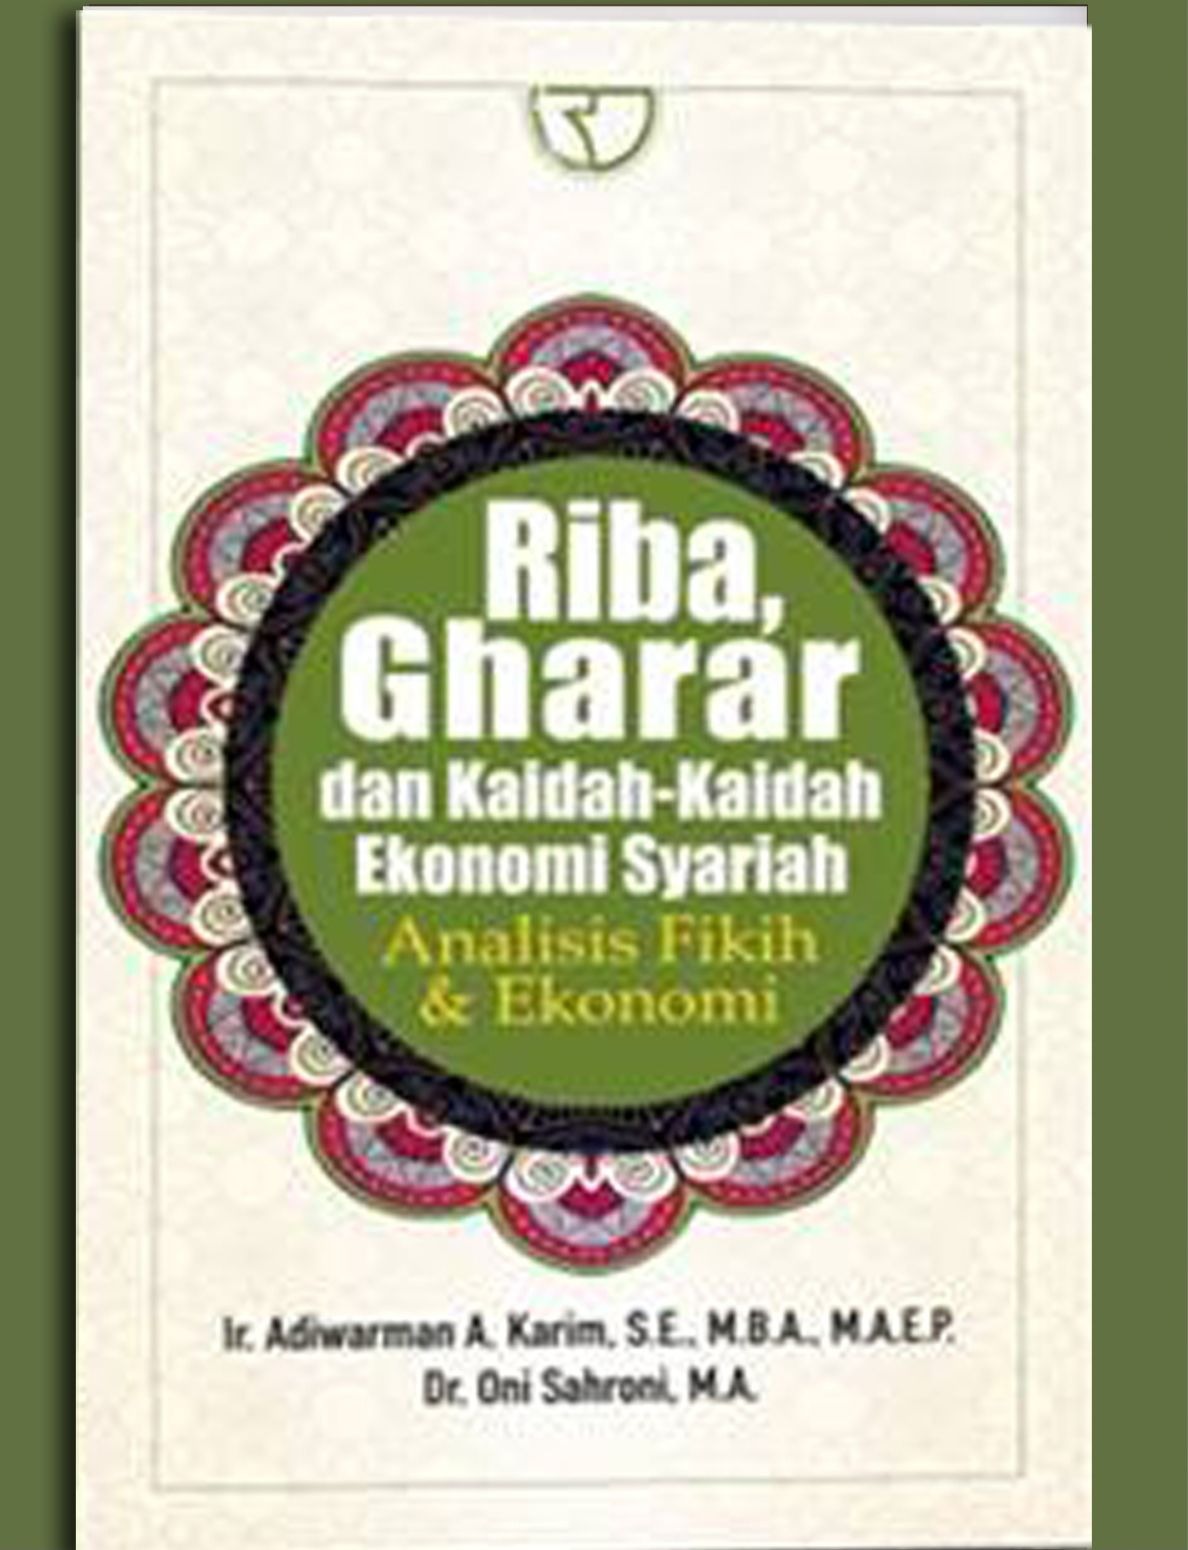 Riba,
Gharar
dan Kaidah-Kaidah
Ekonomi Syariah
Analisis Fikih
& Ekonomi
Ir. Adiwarman A. Karim, S.E., M.B.A., M.A.E.P.
Dr. Oni Sahroni, M.A.